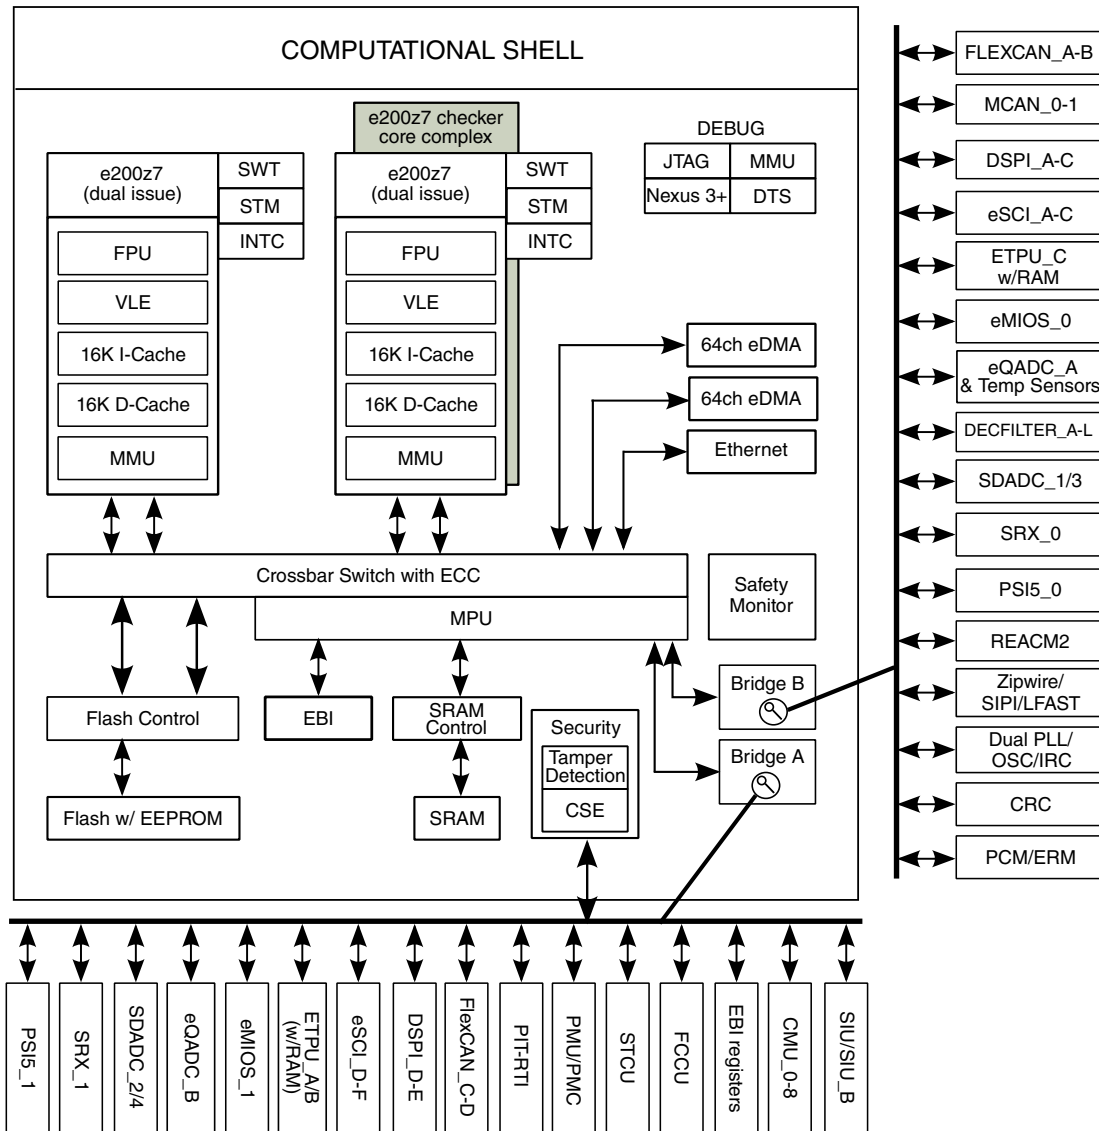 COMPUTATIONAL SHELL
e200z7 checker
core complex
e200z7
(dual issue)
SWT
STM
INTC
FPU
VLE
16K I-Cache
16K D-Cache
MMU
e200z7
(dual issue)
SWT
STM
INTC
FPU
VLE
16K I-Cache
16K D-Cache
MMU
DEBUG
JTAG
MMU
Nexus 3+
DTS
64ch eDMA
64ch eDMA
Ethernet
Crossbar Switch with ECC
MPU
Safety
Monitor
Flash Control
EBI
SRAM
Control
Security
Tamper
Detection
CSE
Bridge B
Bridge A
Flash w/ EEPROM
SRAM
FLEXCAN_A-B
MCAN_0-1
DSPI_A-C
eSCI_A-C
ETPU_C
w/RAM
eMIOS_0
eQADC_A
& Temp Sensors
DECFILTER_A-L
SDADC_1/3
SRX_0
PSI5_0
REACM2
Zipwire/
SIPI/LFAST
Dual PLL/
OSC/IRC
CRC
PCM/ERM
PSI5_1
SRX_1
SDADC_2/4
eQADC_B
eMIOS_1
ETPU_A/B
(w/RAM)
eSCI_D-F
DSPI_D-E
FlexCAN_C-D
PIT-RTI
PMU/PMC
STCU
FCCU
EBI registers
CMU_0-8
SIU/SIU_B